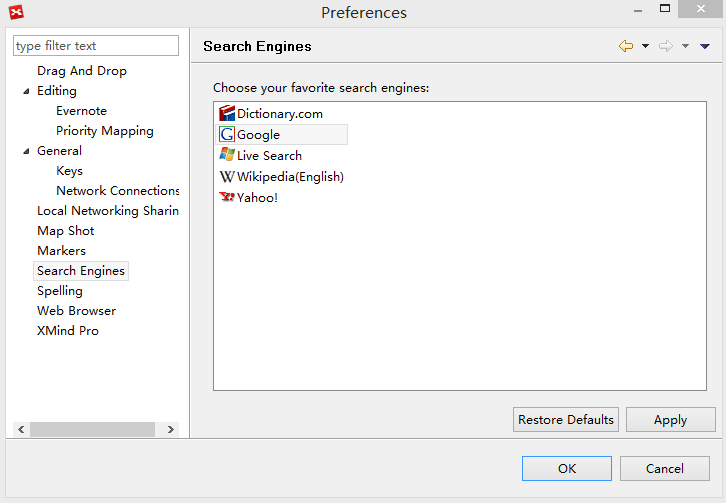 Preferences
type filter text
Drag And Drop
Editing
Evernote
Priority Mapping
General
Keys
Network Connections
Local Networking Sharin
Map Shot
Markers
Search Engines
Spelling
Web Browser
XMind Pro
Search Engines
Choose your favorite search engines:
Dictionary.com
G Google
Live Search
W Wikipedia(English)
Y! Yahoo!
Restore Defaults
Apply
OK
Cancel